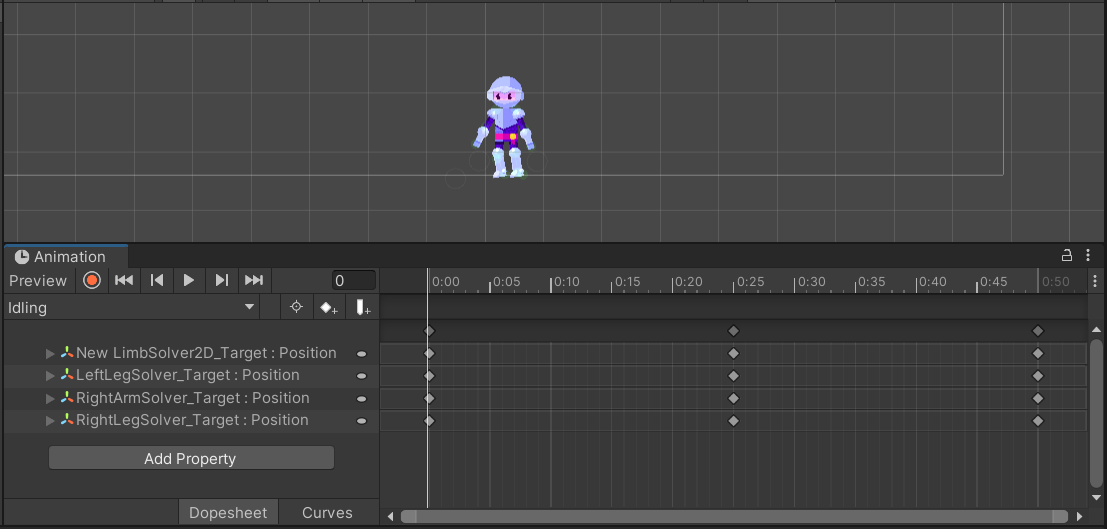 Animation
Preview
0
0:00 0:05 0:10 0:15 0:20 0:25 0:30 0:35 0:40 0:45 0:50
Idling
New LimbSolver2D_Target : Position
LeftLegSolver_Target : Position
RightArmSolver_Target : Position
RightLegSolver_Target : Position
Add Property
Dopesheet Curves